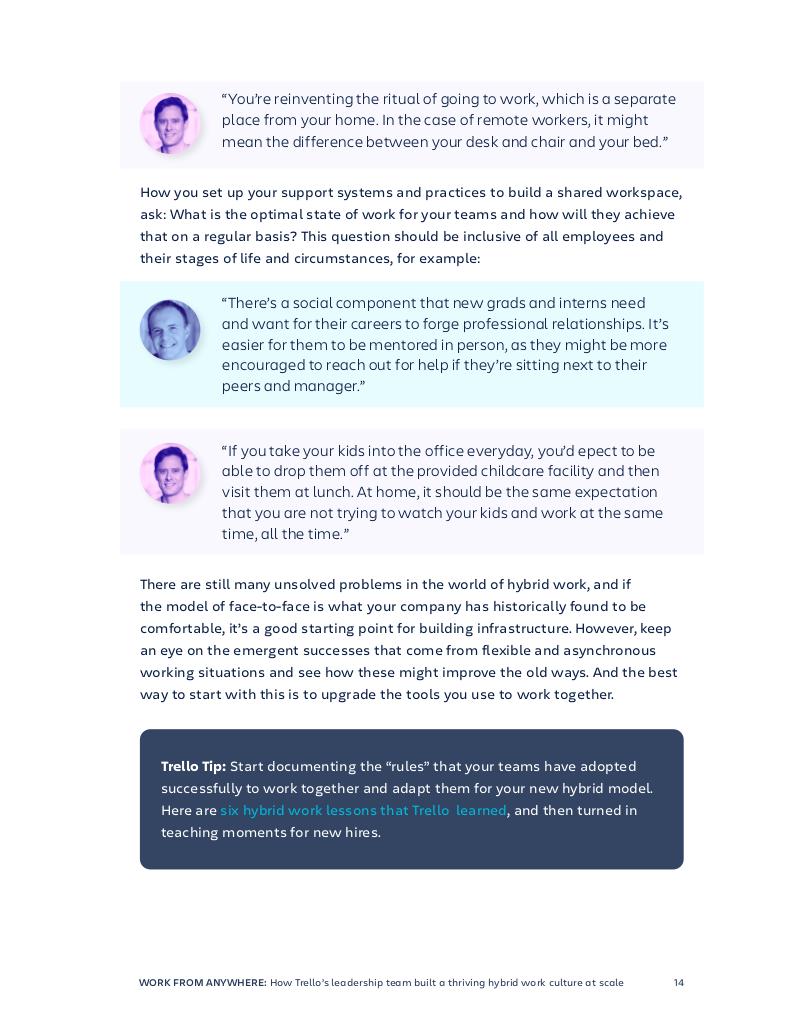 “You’re reinventing the ritual of going to work, which is a separate
place from your home. In the case of remote workers, it might
mean the difference between your desk and chair and your bed.”
How you set up your support systems and practices to build a shared workspace,
ask: What is the optimal state of work for your teams and how will they achieve
that on a regular basis? This question should be inclusive of all employees and
their stages of life and circumstances, for example:
“There’s a social component that new grads and interns need
and want for their careers to forge professional relationships. It’s
easier for them to be mentored in person, as they might be more
encouraged to reach out for help if they’re sitting next to their
peers and manager.”
“If you take your kids into the office everyday, you’d epect to be
able to drop them off at the provided childcare facility and then
visit them at lunch. At home, it should be the same expectation
that you are not trying to watch your kids and work at the same
time, all the time.”
There are still many unsolved problems in the world of hybrid work, and if
the model of face-to-face is what your company has historically found to be
comfortable, it’s a good starting point for building infrastructure. However, keep
an eye on the emergent successes that come from flexible and asynchronous
working situations and see how these might improve the old ways. And the best
way to start with this is to upgrade the tools you use to work together.
Trello Tip: Start documenting the “rules” that your teams have adopted
successfully to work together and adapt them for your new hybrid model.
Here are six hybrid work lessons that Trello learned, and then turned in
teaching moments for new hires.
WORK FROM ANYWHERE: How Trello’s leadership team built a thriving hybrid work culture at scale 14